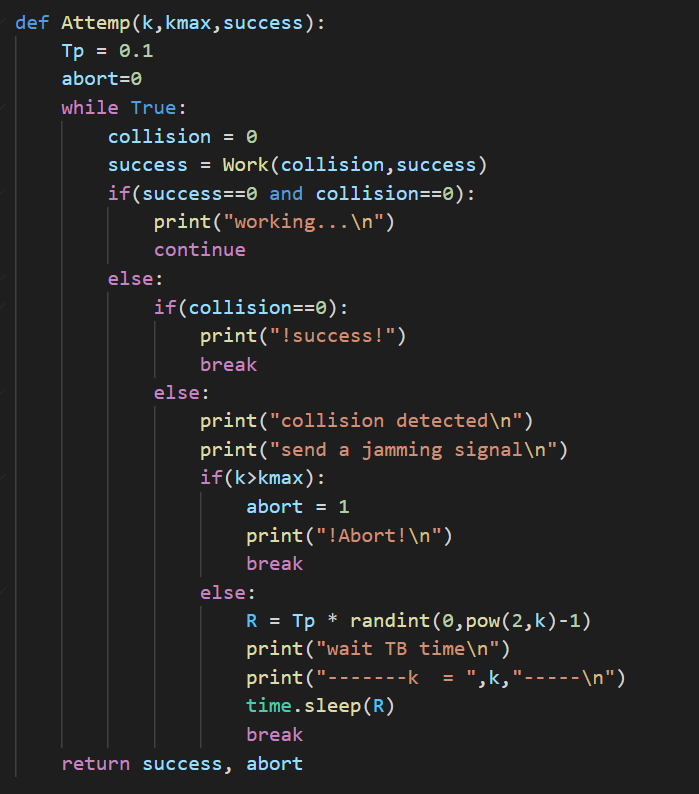 def Attemp(k,kmax,success):
    Tp = 0.1
    abort=0
    while True:
        collision = 0
        success = Work(collision,success)
        if(success==0 and collision==0):
            print("working...\n")
            continue
        else:
            if(collision==0):
                print("!success!")
                break
            else:
                print("collision detected\n")
                print("send a jamming signal\n")
                if(k>kmax):
                    abort = 1
                    print("!Abort!\n")
                    break
                else:
                    R = Tp * randint(0,pow(2,k)-1)
                    print("wait TB time\n")
                    print("-------k  = ",k,"-----\n")
                    time.sleep(R)
                    break
    return success, abort